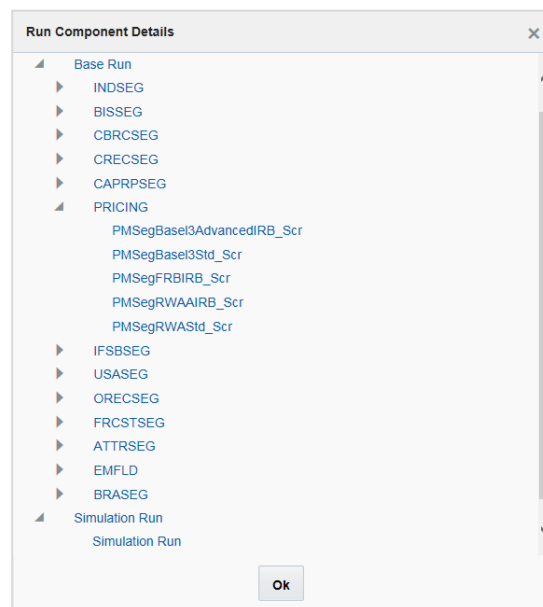 Run Component Details
Base Run
INDSEG
BISSEG
CBRCSEG
CRECSEG
CAPRPSEG
PRICING
PMSegBasel3AdvancedIRB_Scr
PMSegBasel3Std_Scr
PMSegFRBIRB_Scr
PMSegRWAAIRB_Scr
PMSegRWAStd_Scr
IFSBSEG
USASEG
ORECSEG
FRCSTSEG
ATTRSEG
EMFLD
BRASEG
Simulation Run
Simulation Run
Ok